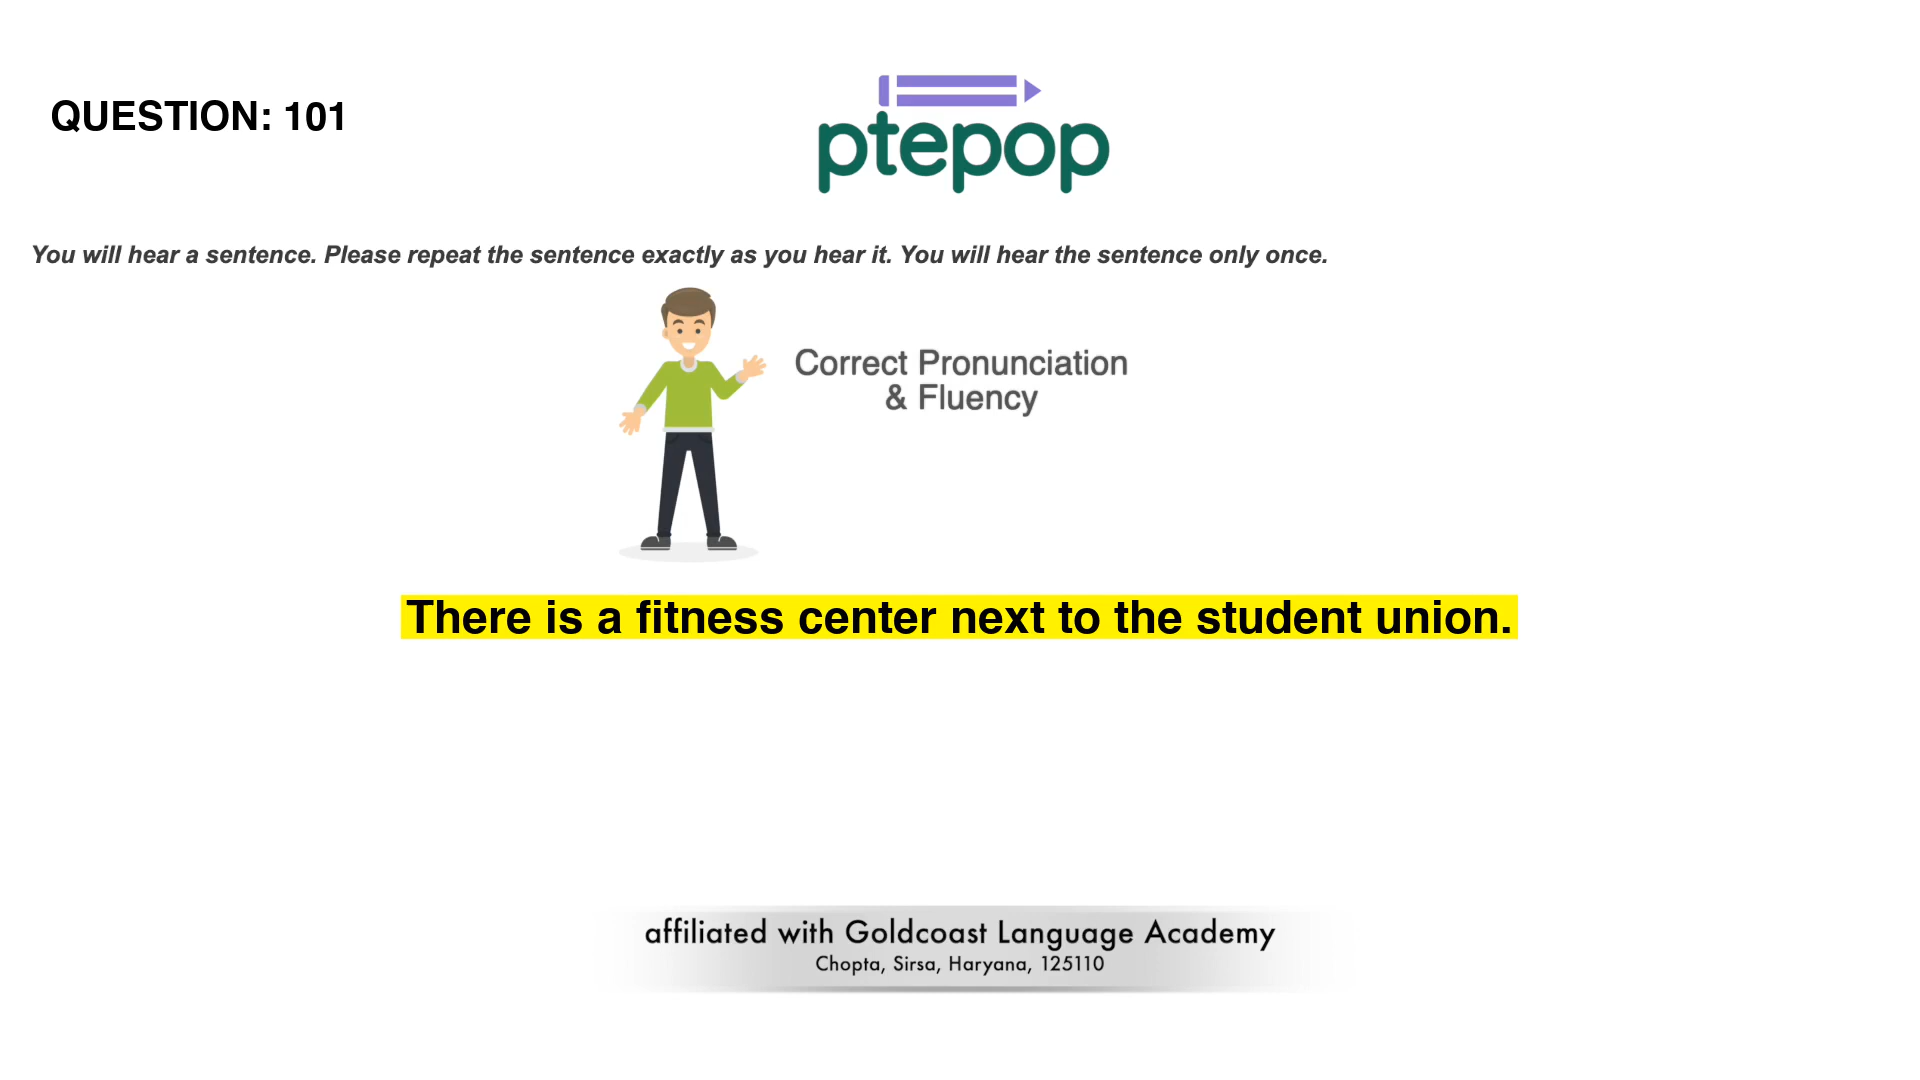 QUESTION: 101
ptepop
You will hear a sentence. Please repeat the sentence exactly as you hear it. You will hear the sentence only once.
Correct Pronunciation
& Fluency
There is a fitness center next to the student union.
affiliated with Goldcoast Language Academy
Chopta, Sirsa, Haryana, 125110